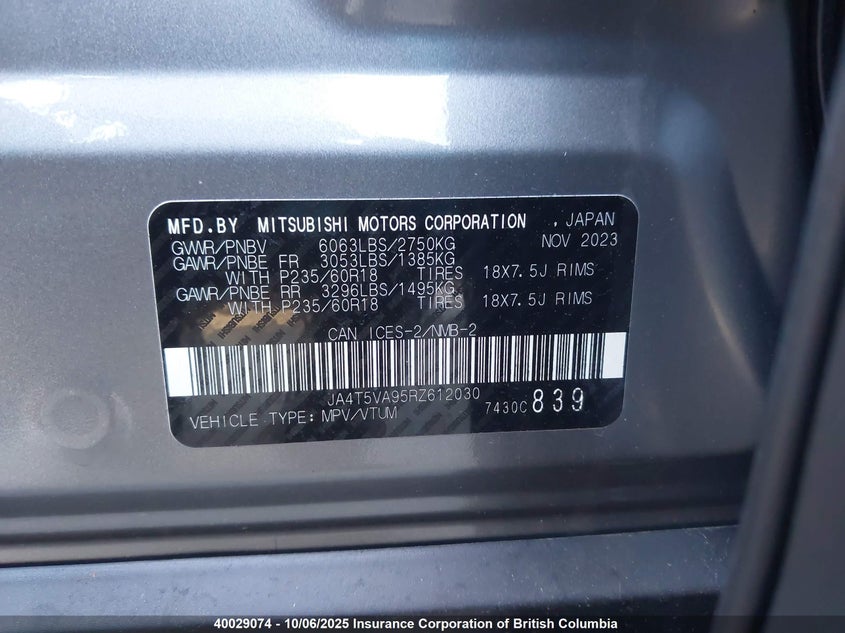 MFD.BY MITSUBISHI MOTORS CORPORATION , JAPAN
GVWR/PNBV 6063LBS/2750KG NOV 2023
GAWR/PNBE FR 3053LBS/1385KG
WITH P235/60R18 TIRES 18X7.5J RIMS
GAWR/PNBE RR 3296LBS/1495KG
WITH P235/60R18 TIRES 18X7.5J RIMS
CAN ICES-2/NMB-2
JA4T5VA95RZ612030
VEHICLE TYPE: MPV/VTUM 7430C 839
40029074 - 10/06/2025 Insurance Corporation of British Columbia